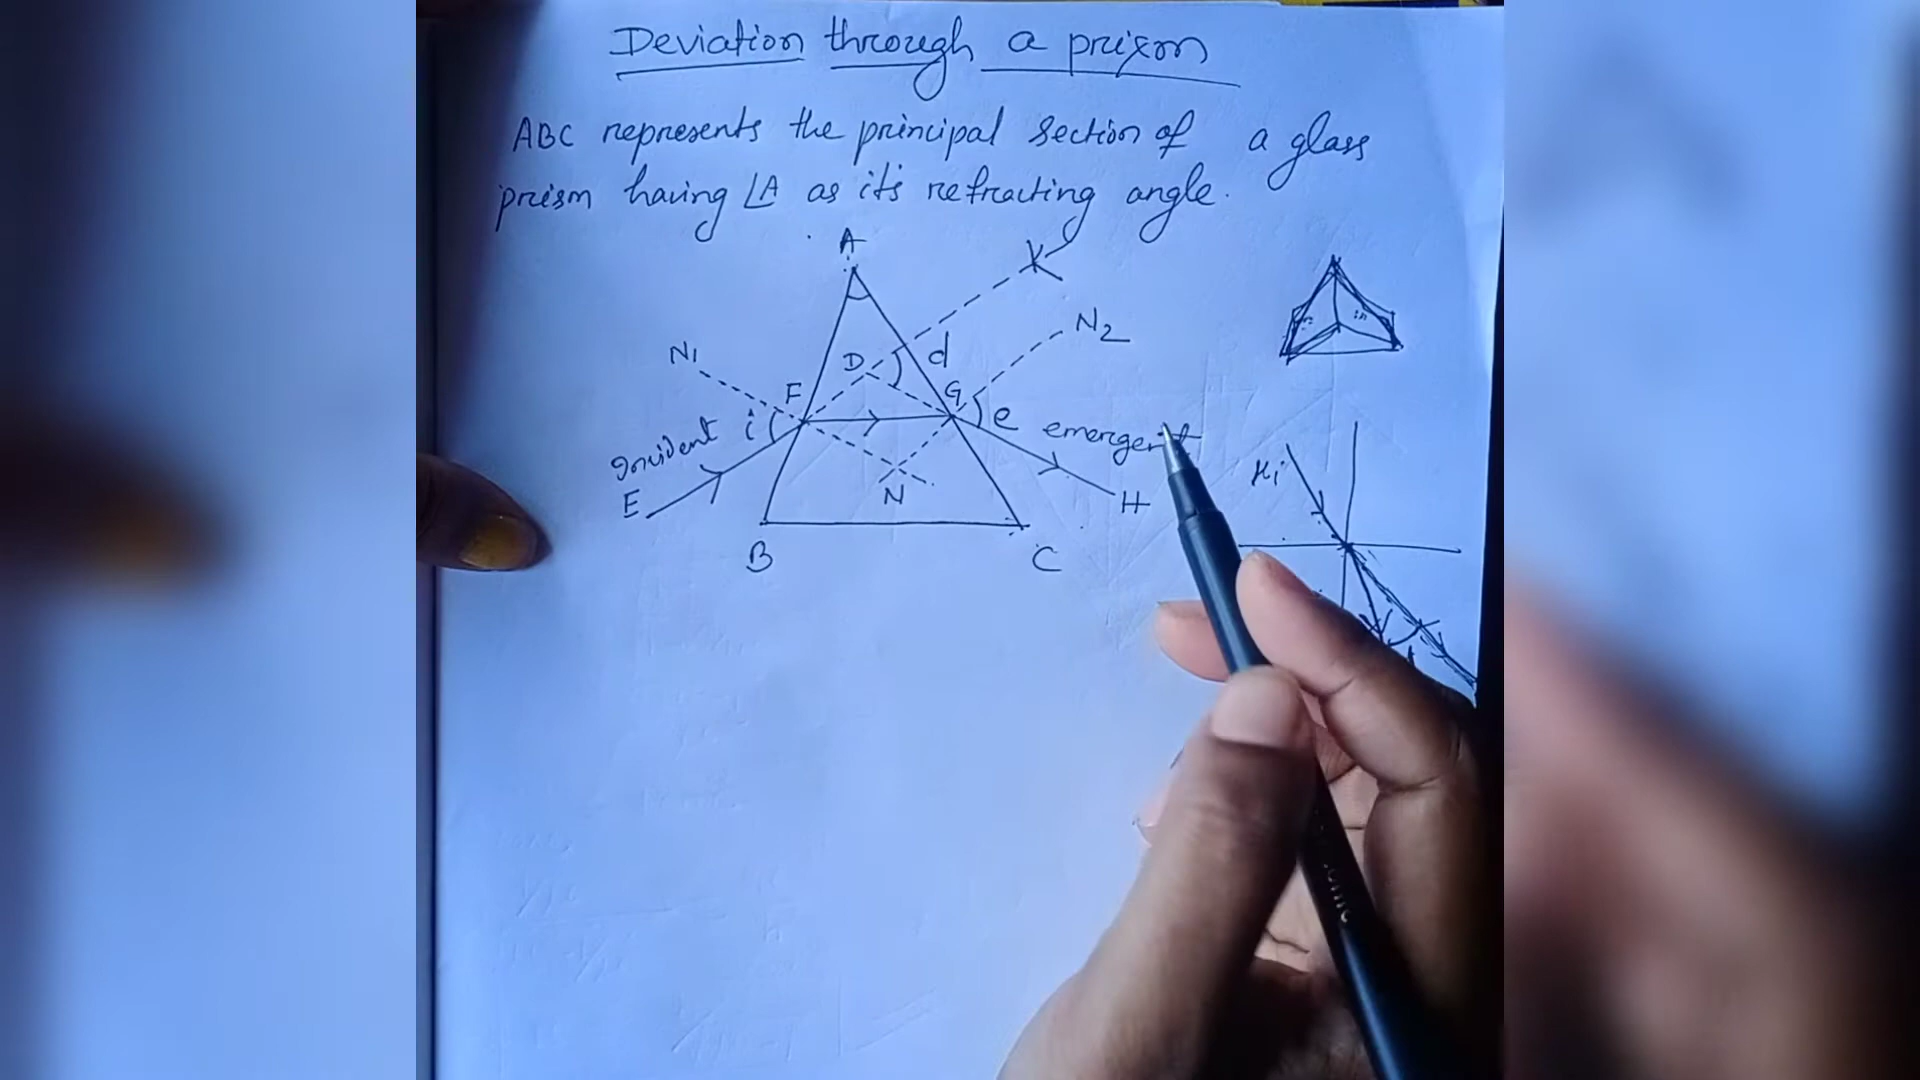 Deviation through a prism
ABC represents the principal section of a glass
prism having ∠A as its refracting angle.
A
K
N1
N2
D
d
F
G
i
e
Incident
emergent
E
N
H
B
C